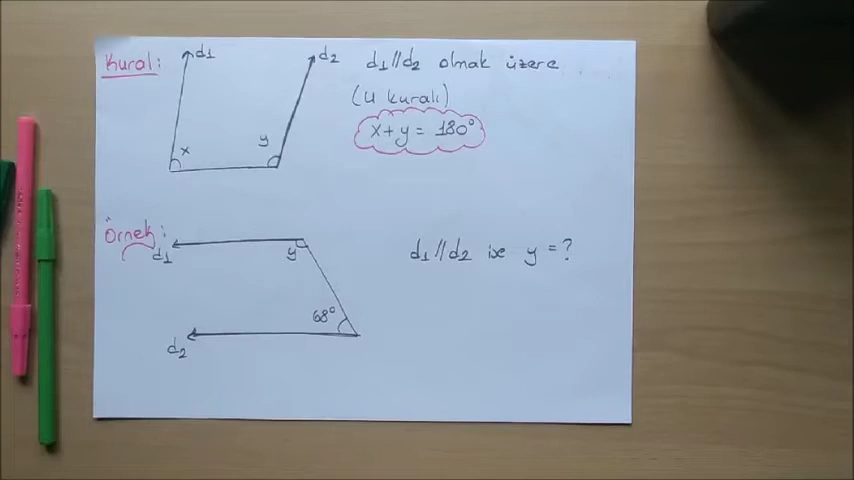 Kural:
d1
d2
d1//d2 olmak üzere
(U kuralı)
x+y= 180°
x
y
Örnek:
d1
y
68°
d2
d1//d2 ise y =?